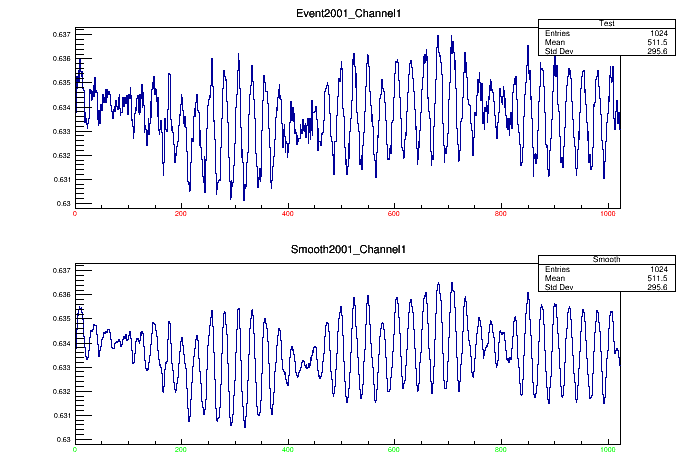 Event2001_Channel1
Test
Entries 1024
Mean 511.5
Std Dev 295.6
0.637
0.636
0.635
0.634
0.633
0.632
0.631
0.63
0 200 400 600 800 1000
Smooth2001_Channel1
Smooth
Entries 1024
Mean 511.5
Std Dev 295.6
0.637
0.636
0.635
0.634
0.633
0.632
0.631
0.63
0 200 400 600 800 1000